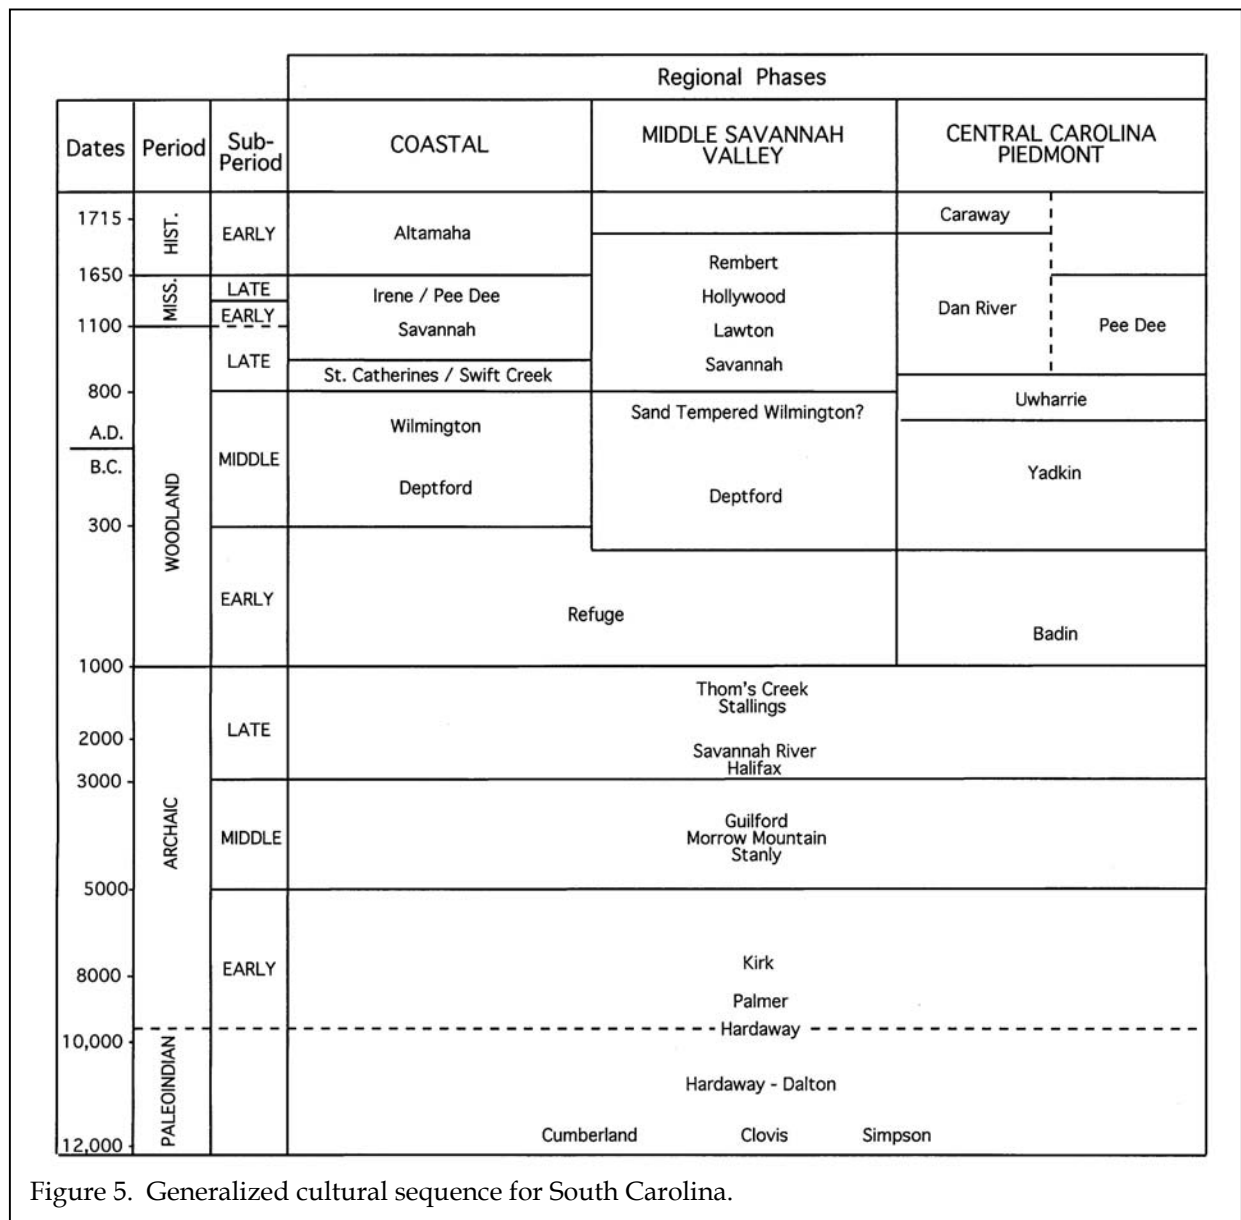 Regional Phases
Dates
Period
Sub-
Period
COASTAL
MIDDLE SAVANNAH
VALLEY
CENTRAL CAROLINA
PIEDMONT
1715
HIST.
EARLY
Altamaha
Caraway
1650
MISS.
LATE
EARLY
Irene / Pee Dee
Savannah
Rembert
Hollywood
Lawton
Savannah
Dan River
Pee Dee
1100
WOODLAND
LATE
St. Catherines / Swift Creek
Uwharrie
800
A.D.
B.C.
MIDDLE
Wilmington
Deptford
Sand Tempered Wilmington?
Deptford
Yadkin
300
EARLY
Refuge
Badin
1000
ARCHAIC
LATE
Thom's Creek
Stallings
2000
Savannah River
Halifax
3000
MIDDLE
Guilford
Morrow Mountain
Stanly
5000
EARLY
Kirk
8000
Palmer
Hardaway
10,000
PALEOINDIAN
Hardaway - Dalton
Cumberland
Clovis
Simpson
12,000
Figure 5. Generalized cultural sequence for South Carolina.